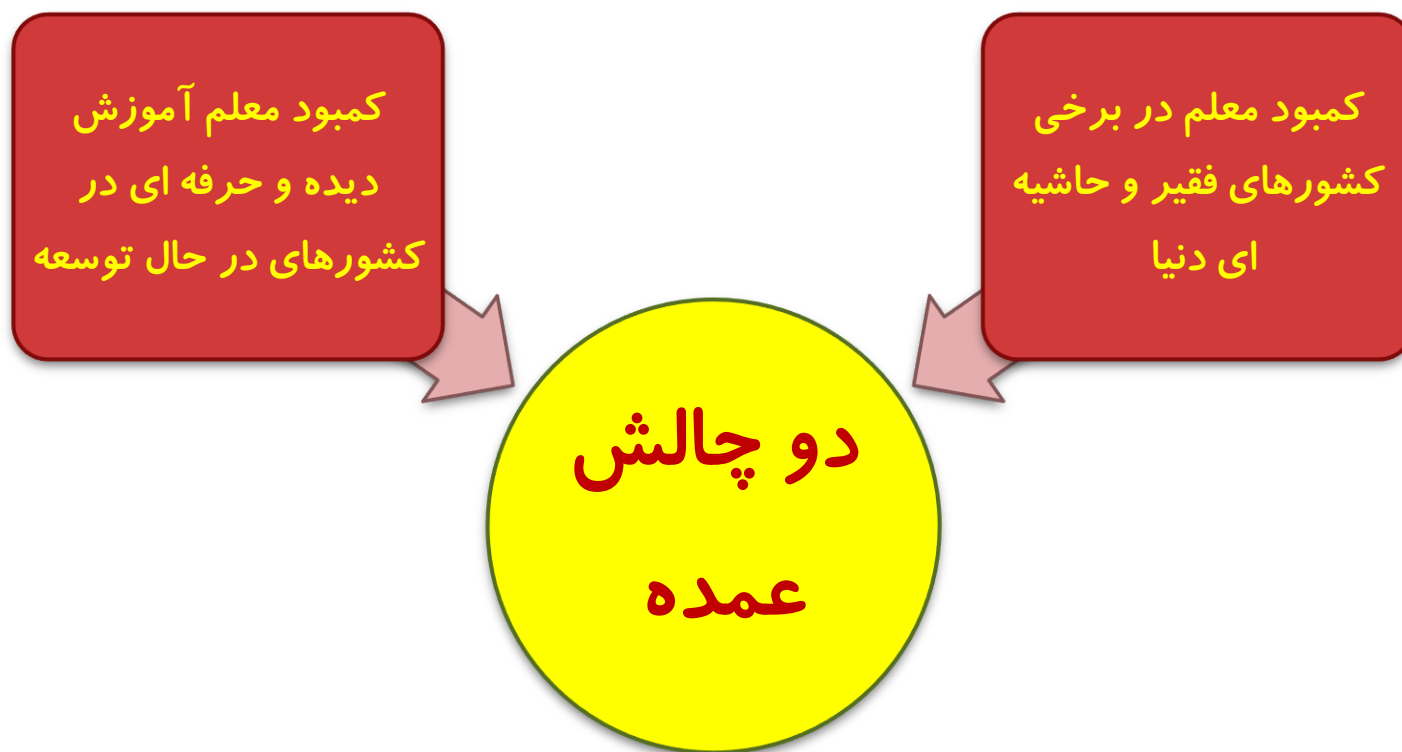 کمبود معلم در برخی
کشورهای فقیر و حاشیه
ای دنیا
کمبود معلم آموزش
دیده و حرفه ای در
کشورهای در حال توسعه
دو چالش
عمده